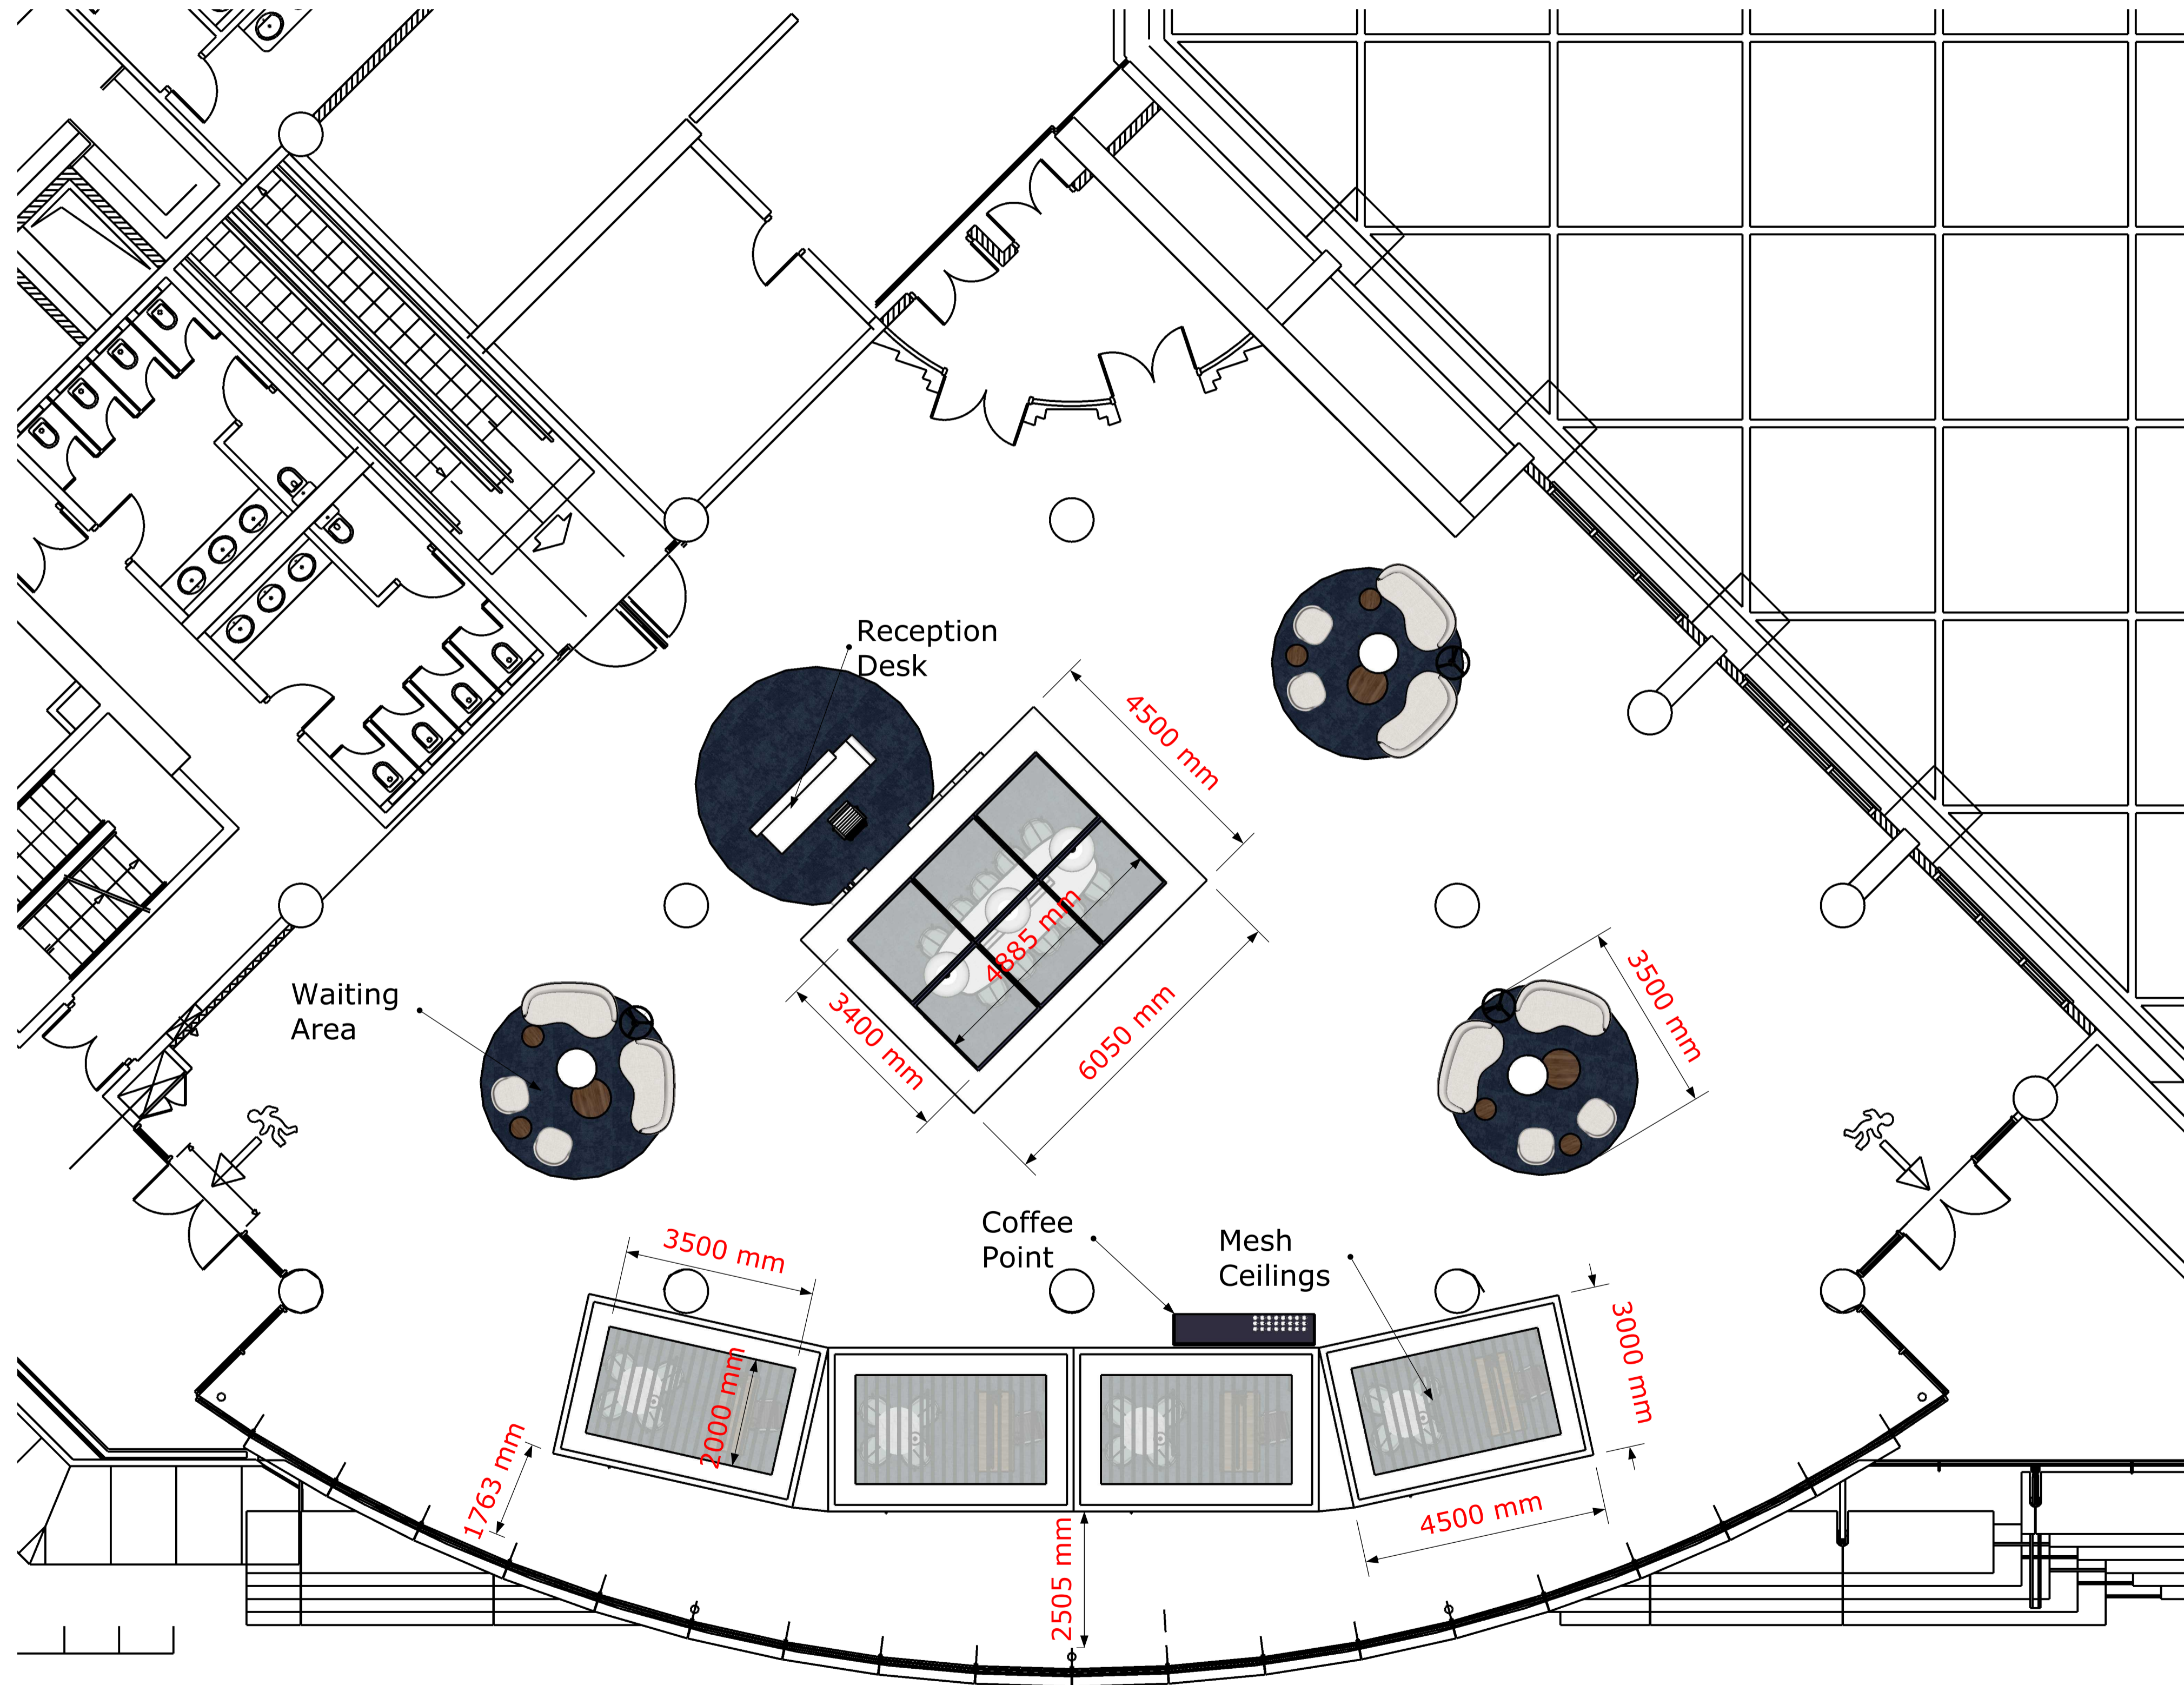 Reception
Desk
4500 mm
4885 mm
3400 mm
6050 mm
3500 mm
Waiting
Area
Coffee
Point
Mesh
Ceilings
3500 mm
2000 mm
3000 mm
1763 mm
4500 mm
2505 mm